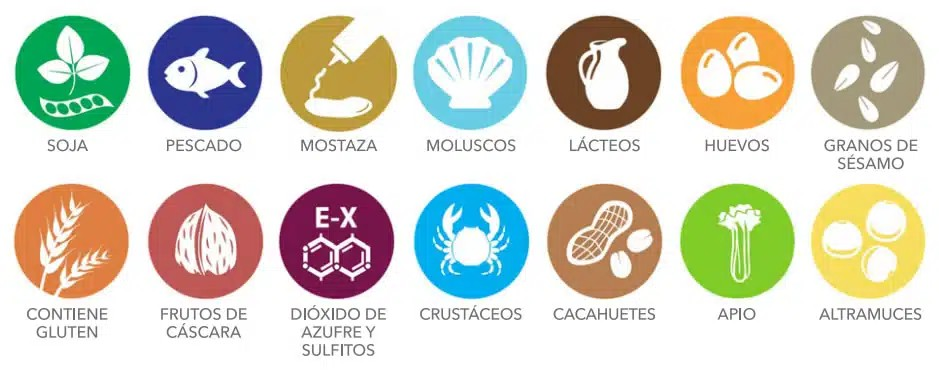 SOJA
PESCADO
MOSTAZA
MOLUSCOS
LÁCTEOS
HUEVOS
GRANOS DE
SÉSAMO
E-X
CONTIENE
GLUTEN
FRUTOS DE
CÁSCARA
DIÓXIDO DE
AZUFRE Y
SULFITOS
CRUSTÁCEOS
CACAHUETES
APIO
ALTRAMUCES